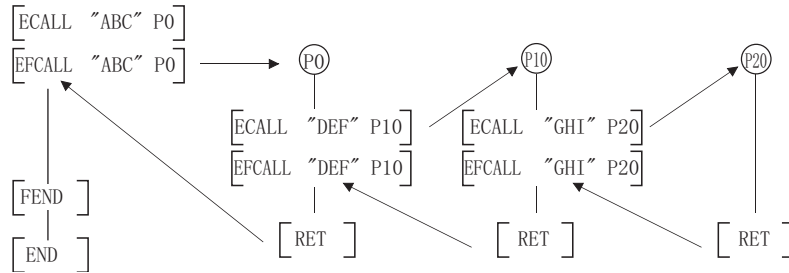 ECALL "ABC" P0
EFCALL "ABC" P0
P0
P10
P20
ECALL "DEF" P10
ECALL "GHI" P20
EFCALL "DEF" P10
EFCALL "GHI" P20
FEND
RET
RET
RET
END